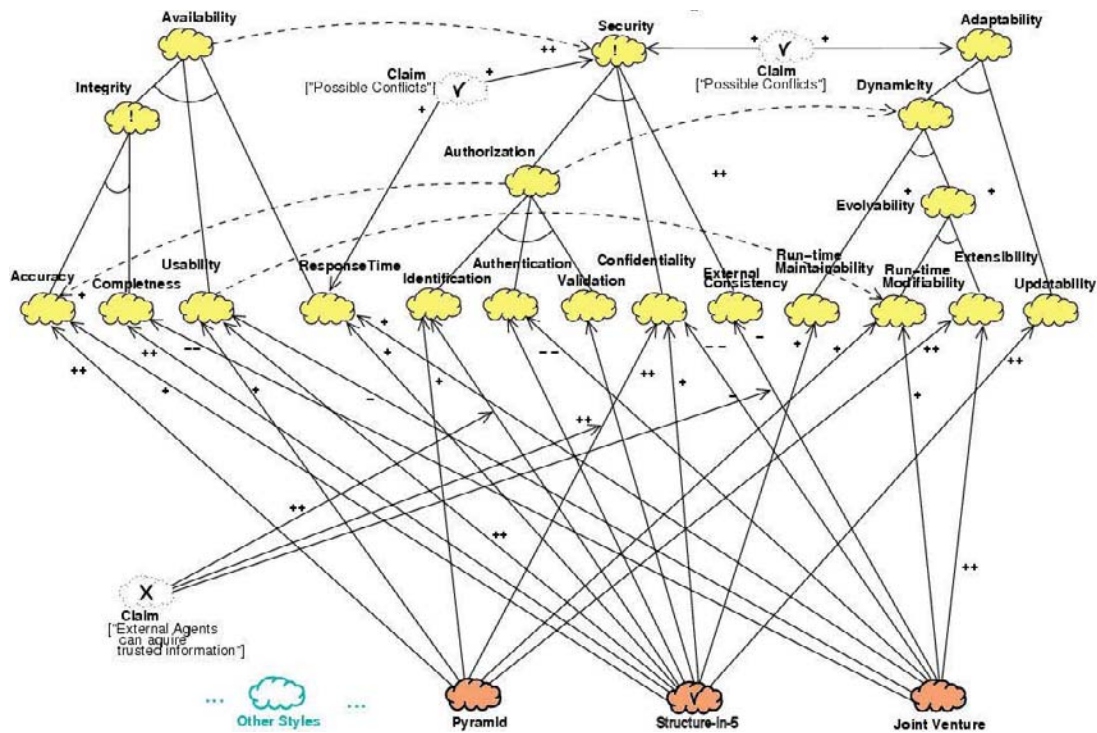 Availability
Security
Adaptability
+
+
++
Integrity
!
!
✓
Claim
["Possible Conflicts"]
+
✓
+
Claim
["Possible Conflicts"]
Dynamicity
--
Authorization
++
+
Evolvability
+
Accuracy
Completness
Usability
ResponseTime
Identification
Authentication
Validation
Confidentiality
External
Consistency
Run-time
Maintainability
Run-time
Modifiability
Extensibility
Updatability
+
++
++
--
+
+
+
+
-
+
--
++
+
--
-
-
+
+
++
+
++
++
++
++
++
X
Claim
["External Agents
can aquire
trusted information"]
... Other Styles ...
Pyramid
✓
Structure-in-5
Joint Venture